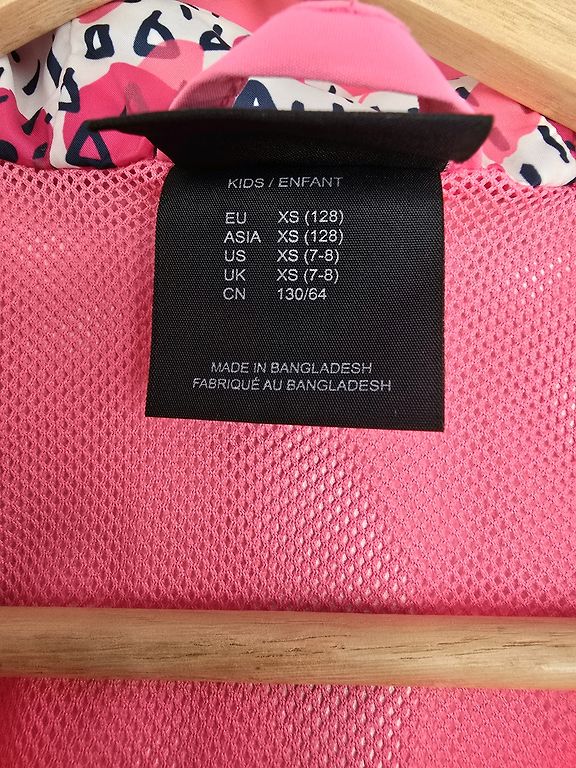 KIDS / ENFANT
EU XS (128)
ASIA XS (128)
US XS (7-8)
UK XS (7-8)
CN 130/64
MADE IN BANGLADESH
FABRIQUÉ AU BANGLADESH